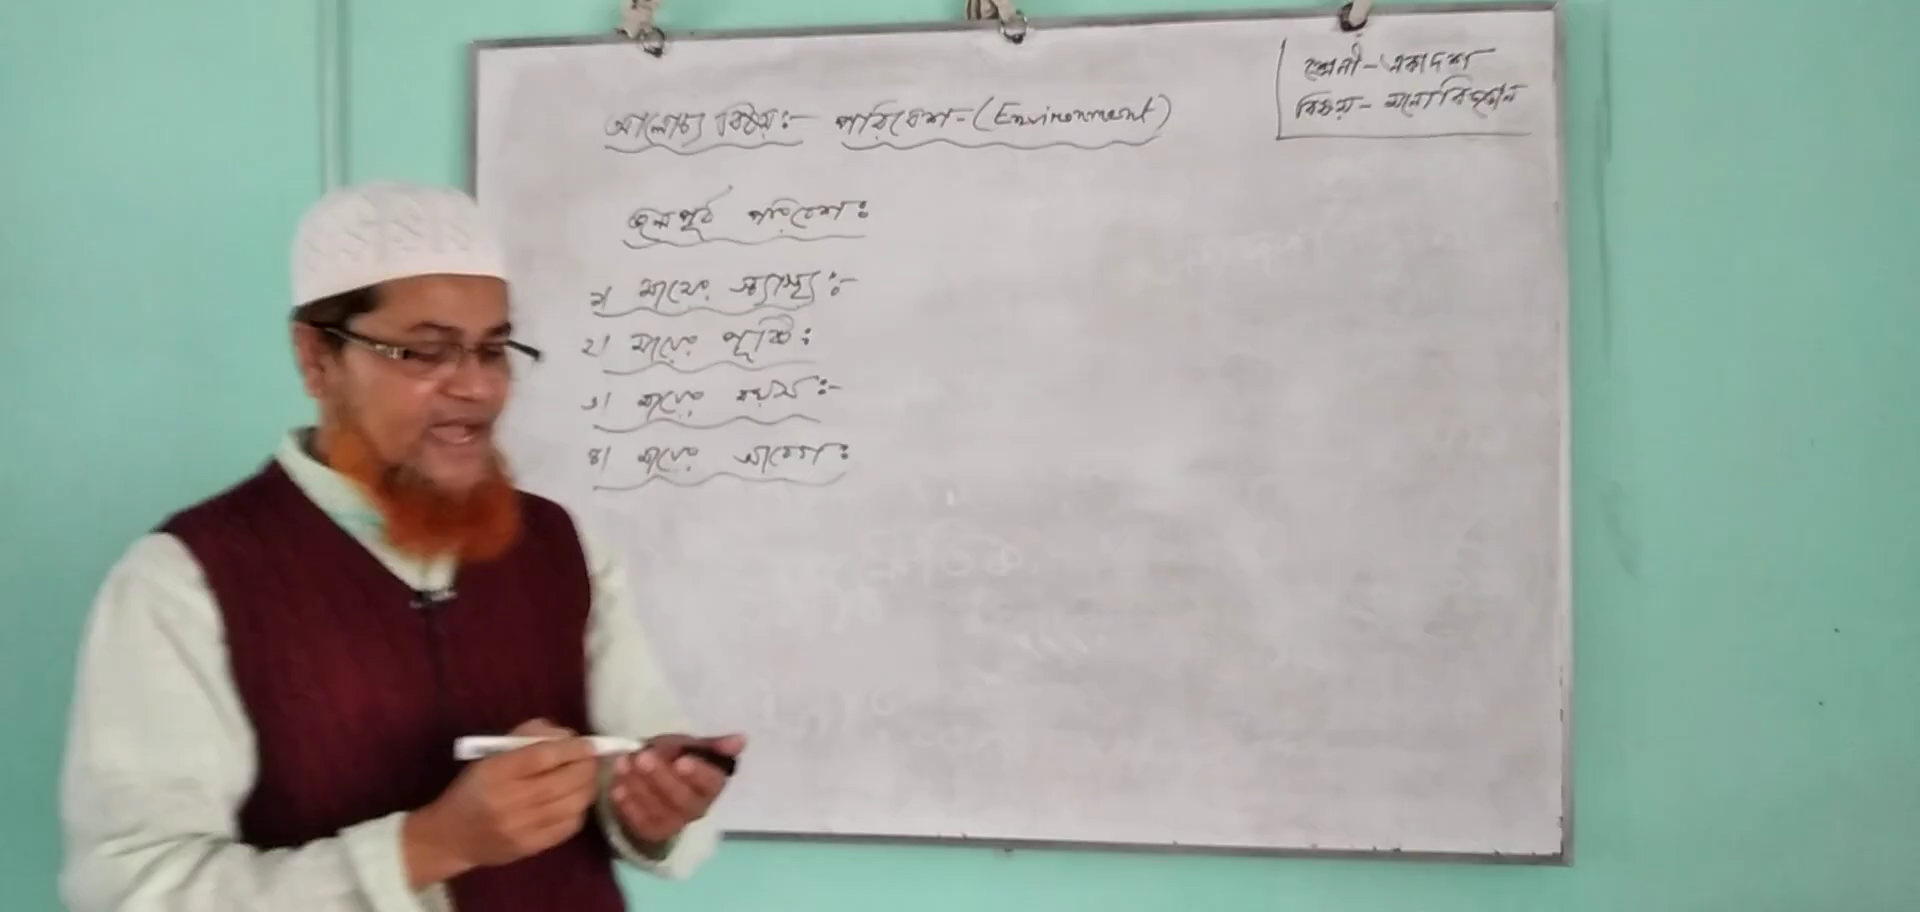 শ্রেণী - একাদশ
বিষয় - মনোবিজ্ঞান
আলোচ্য বিষয়ঃ- পরিবেশ-(Environment)
জন্মপূর্ব পরিবেশঃ
১। মায়ের স্বাস্থ্যঃ-
২। মায়ের পুষ্টিঃ
৩। মায়ের বয়সঃ-
৪। মায়ের আবেগঃ